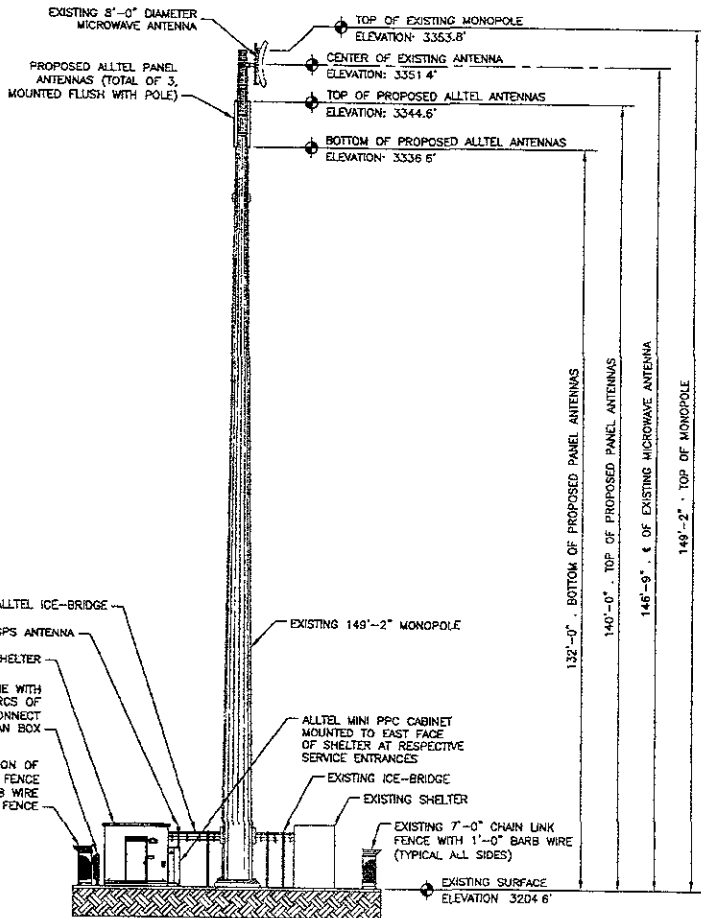 EXISTING 8'-0" DIAMETER
MICROWAVE ANTENNA
TOP OF EXISTING MONOPOLE
ELEVATION: 3353.8'
PROPOSED ALLTEL PANEL
ANTENNAS (TOTAL OF 3,
MOUNTED FLUSH WITH POLE)
CENTER OF EXISTING ANTENNA
ELEVATION: 3351 4'
TOP OF PROPOSED ALLTEL ANTENNAS
ELEVATION: 3344.6'
BOTTOM OF PROPOSED ALLTEL ANTENNAS
ELEVATION: 3336 6'
132'-0" . BOTTOM OF PROPOSED PANEL ANTENNAS
140'-0" . TOP OF PROPOSED PANEL ANTENNAS
146'-9" . ℄ OF EXISTING MICROWAVE ANTENNA
149'-2" . TOP OF MONOPOLE
ALLTEL ICE-BRIDGE
GPS ANTENNA
SHELTER
WITH
OF
CONNECT
BOX
OF
FENCE
WIRE
FENCE
EXISTING 149'-2" MONOPOLE
ALLTEL MINI PPC CABINET
MOUNTED TO EAST FACE
OF SHELTER AT RESPECTIVE
SERVICE ENTRANCES
EXISTING ICE-BRIDGE
EXISTING SHELTER
EXISTING 7'-0" CHAIN LINK
FENCE WITH 1'-0" BARB WIRE
(TYPICAL ALL SIDES)
EXISTING SURFACE
ELEVATION 3204 6'